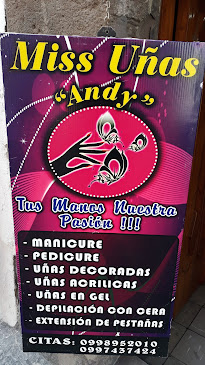 Miss Uñas
"Andy"
Tus Manos Nuestra
Pasión !!!
- MANICURE
- PEDICURE
- UÑAS DECORADAS
- UÑAS ACRILICAS
- UÑAS EN GEL
- DEPILACIÓN CON CERA
- EXTENSIÓN DE PESTAÑAS
CITAS: 0998952010
0997437424